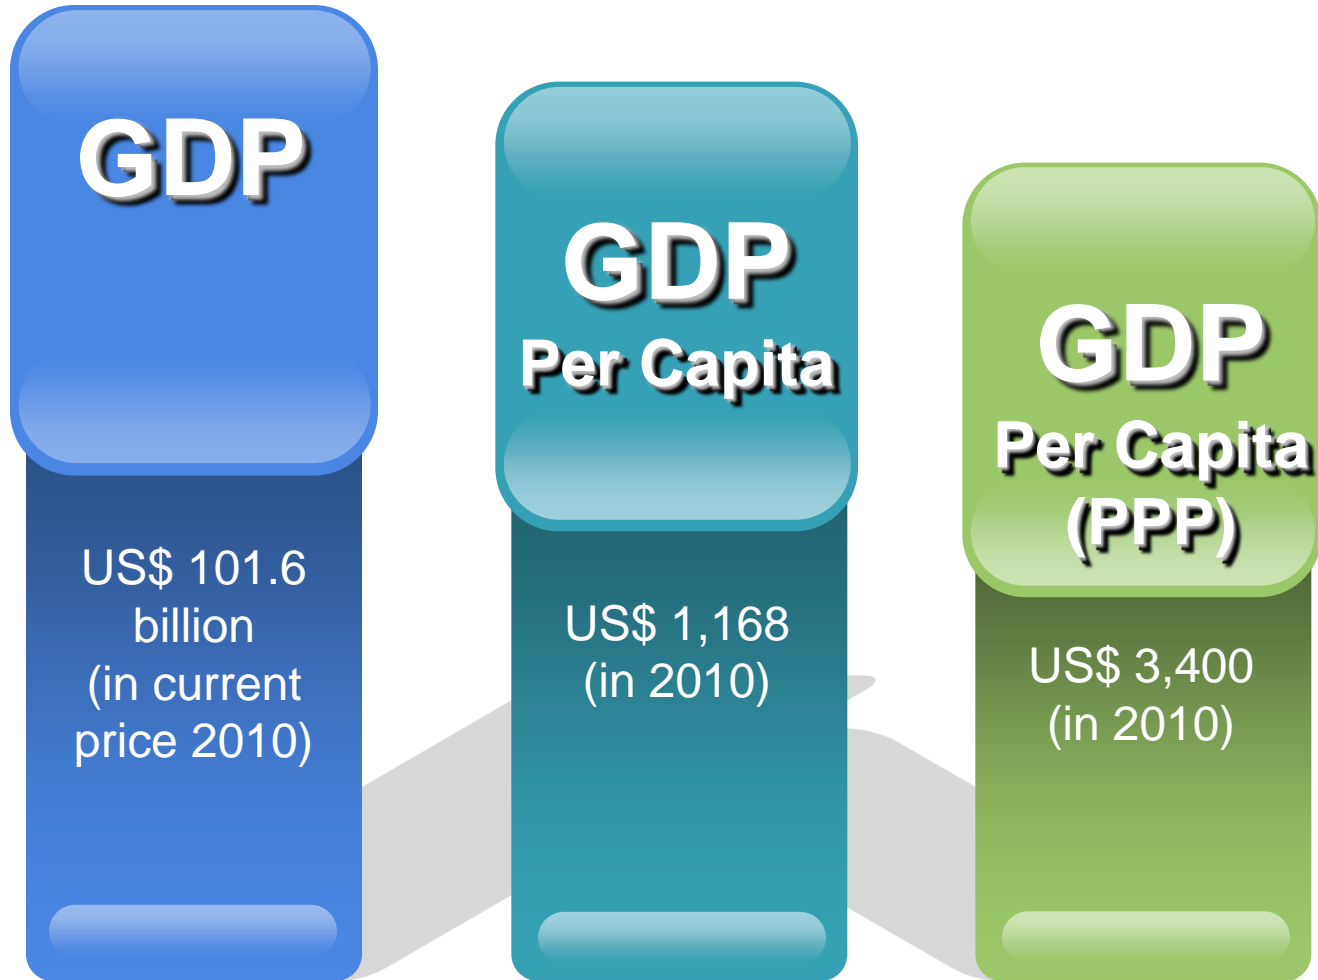 GDP
US$ 101.6
billion
(in current
price 2010)
GDP
Per Capita
US$ 1,168
(in 2010)
GDP
Per Capita
(PPP)
US$ 3,400
(in 2010)